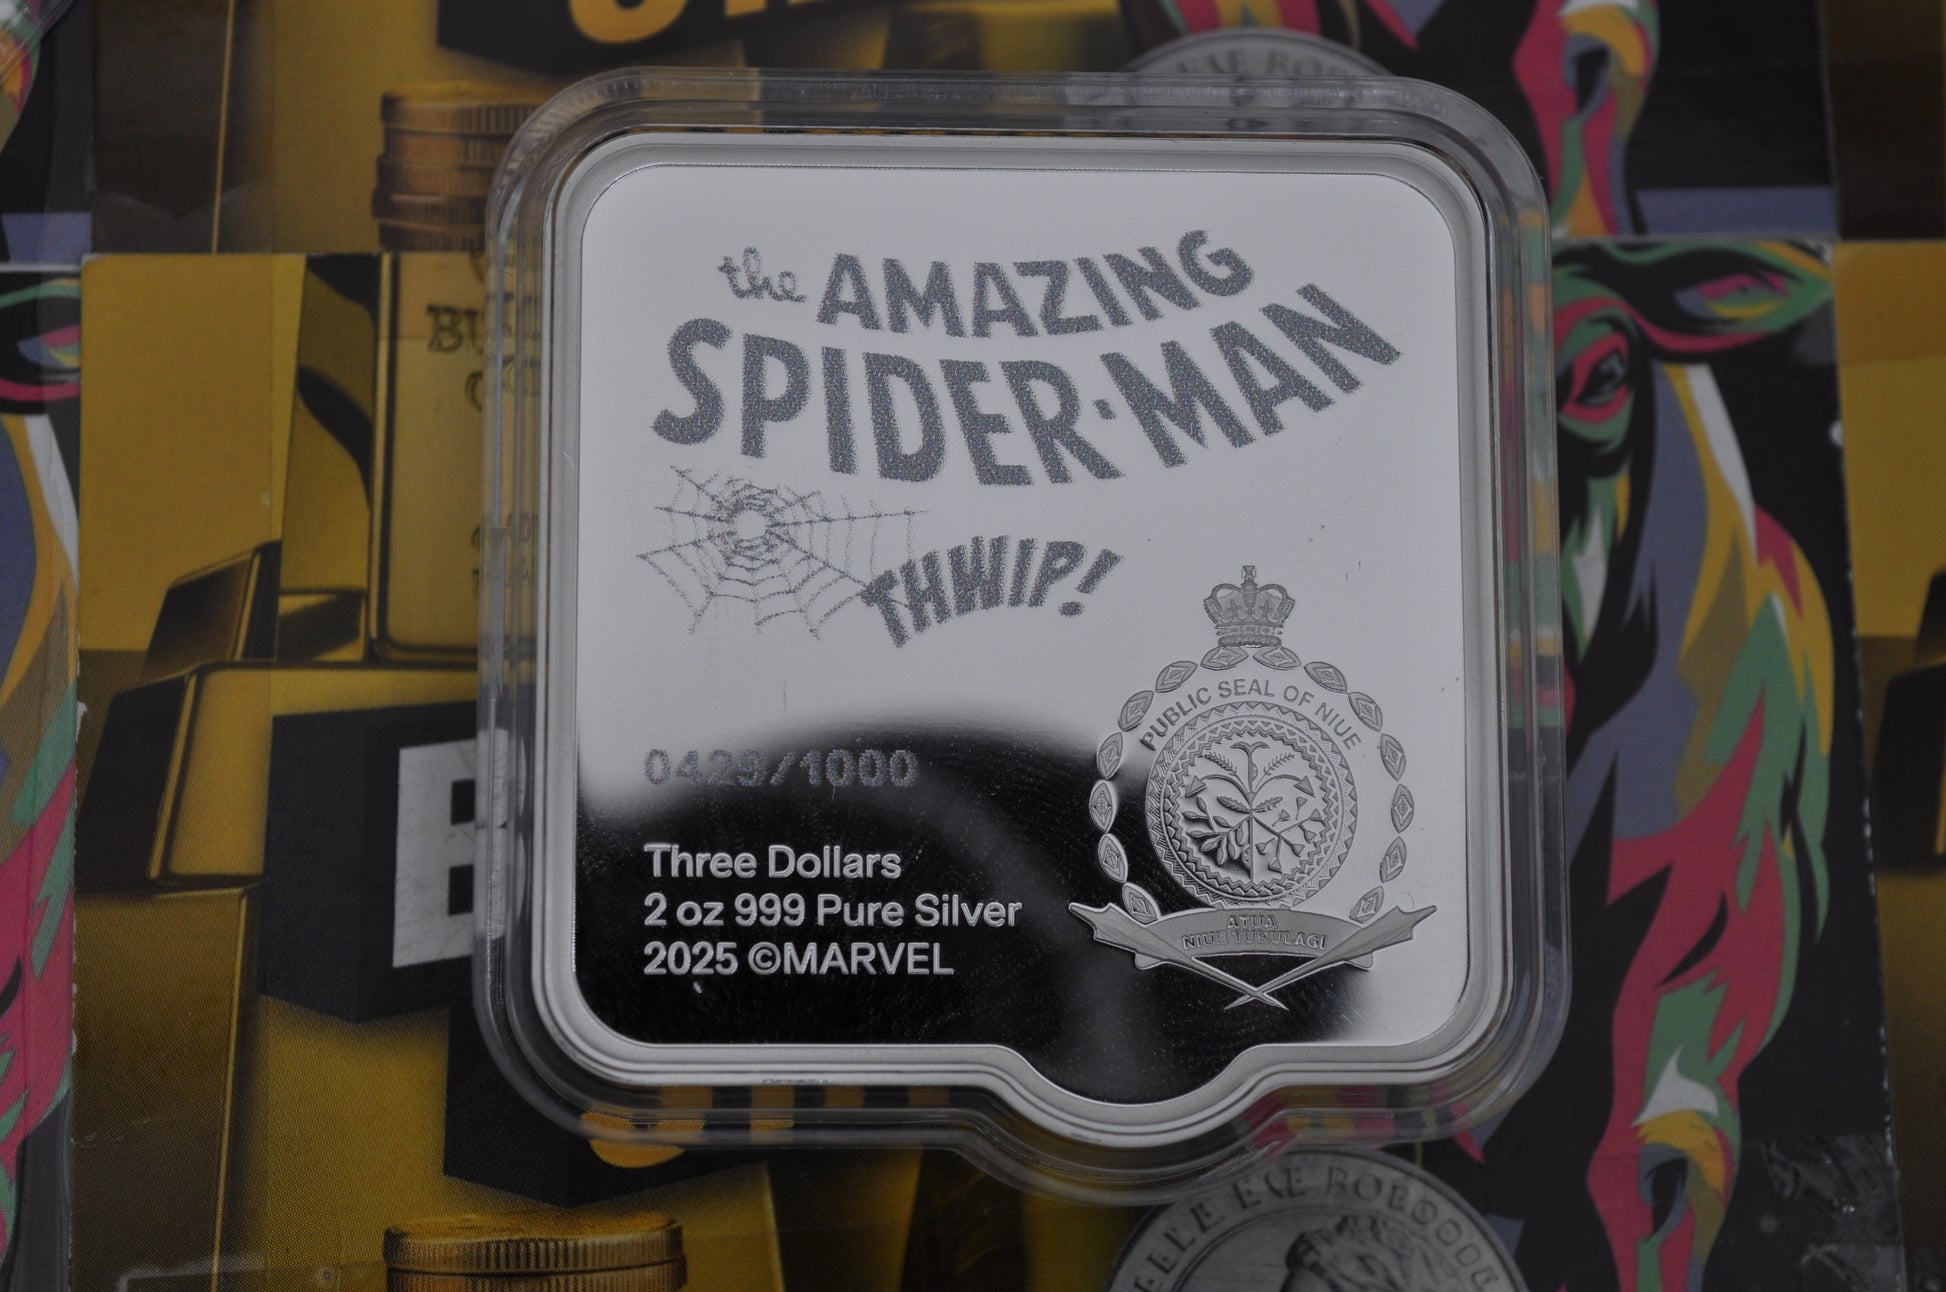 the AMAZING
SPIDER-MAN
THWIP!
PUBLIC SEAL OF NIUE
0429/1000
Three Dollars
2 oz 999 Pure Silver
2025 ©MARVEL
ATUA
NIUE TUKULAGI